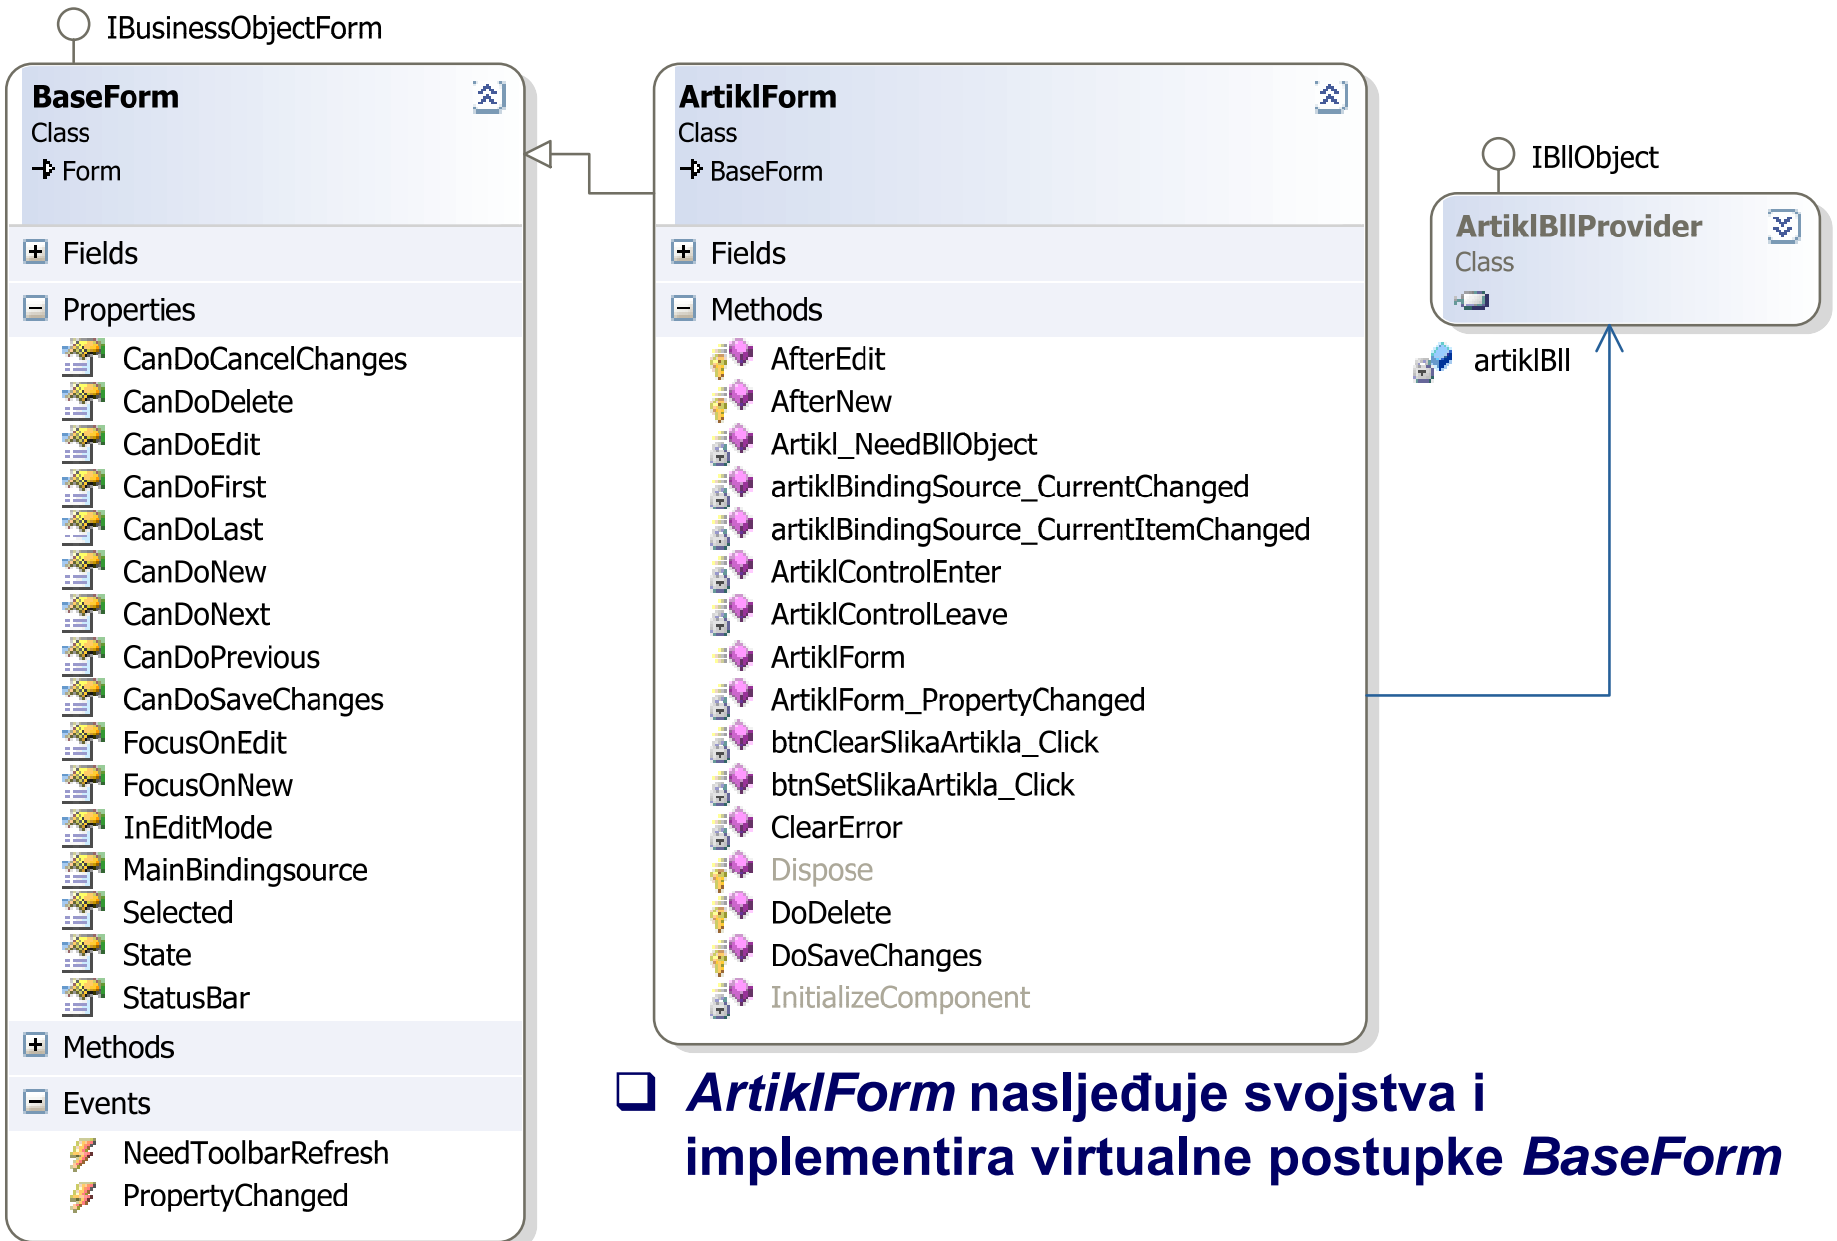 IBusinessObjectForm
BaseForm
Class
Form
Fields
Properties
CanDoCancelChanges
CanDoDelete
CanDoEdit
CanDoFirst
CanDoLast
CanDoNew
CanDoNext
CanDoPrevious
CanDoSaveChanges
FocusOnEdit
FocusOnNew
InEditMode
MainBindingsource
Selected
State
StatusBar
Methods
Events
NeedToolbarRefresh
PropertyChanged
ArtiklForm
Class
BaseForm
Fields
Methods
AfterEdit
AfterNew
Artikl_NeedBllObject
artiklBindingSource_CurrentChanged
artiklBindingSource_CurrentItemChanged
ArtiklControlEnter
ArtiklControlLeave
ArtiklForm
ArtiklForm_PropertyChanged
btnClearSlikaArtikla_Click
btnSetSlikaArtikla_Click
ClearError
Dispose
DoDelete
DoSaveChanges
InitializeComponent
IBllObject
ArtiklBllProvider
Class
artiklBll
ArtiklForm nasljeđuje svojstva i
implementira virtualne postupke BaseForm